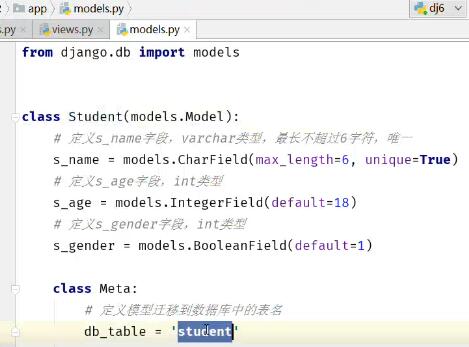 app models.py dj6
s.py views.py models.py
from django.db import models
class Student(models.Model):
# 定义s_name字段，varchar类型，最长不超过6字符，唯一
s_name = models.CharField(max_length=6, unique=True)
# 定义s_age字段，int类型
s_age = models.IntegerField(default=18)
# 定义s_gender字段，int类型
s_gender = models.BooleanField(default=1)
class Meta:
# 定义模型迁移到数据库中的表名
db_table = 'student'